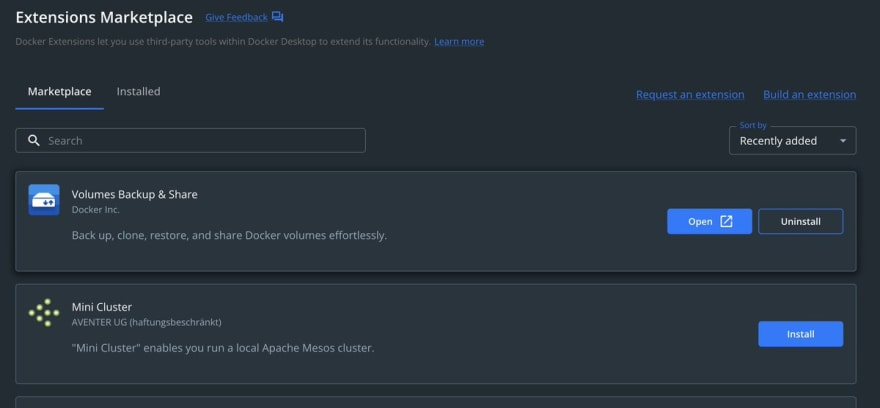 Extensions Marketplace Give Feedback
Docker Extensions let you use third-party tools within Docker Desktop to extend its functionality. Learn more
Marketplace Installed
Request an extension Build an extension
Search
Sort by
Recently added
Volumes Backup & Share
Docker Inc.
Back up, clone, restore, and share Docker volumes effortlessly.
Open Uninstall
Mini Cluster
AVENTER UG (haftungsbeschränkt)
"Mini Cluster" enables you run a local Apache Mesos cluster.
Install